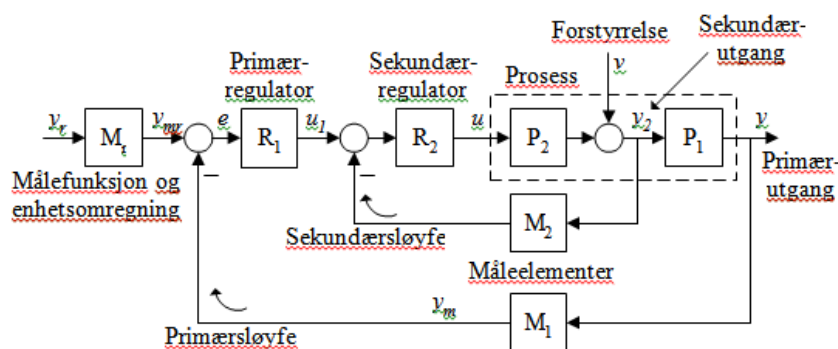 Forstyrrelse
Sekundær-
utgang
Primær-
regulator
Sekundær-
regulator
Prosess
v
y_r
M_r
y_mr
e
R_1
u_1
R_2
u
P_2
y_2
P_1
y
Målefunksjon og
enhetsomregning
Primær-
utgang
–
–
M_2
Sekundærsløyfe
Måleelementer
y_m
M_1
Primærsløyfe